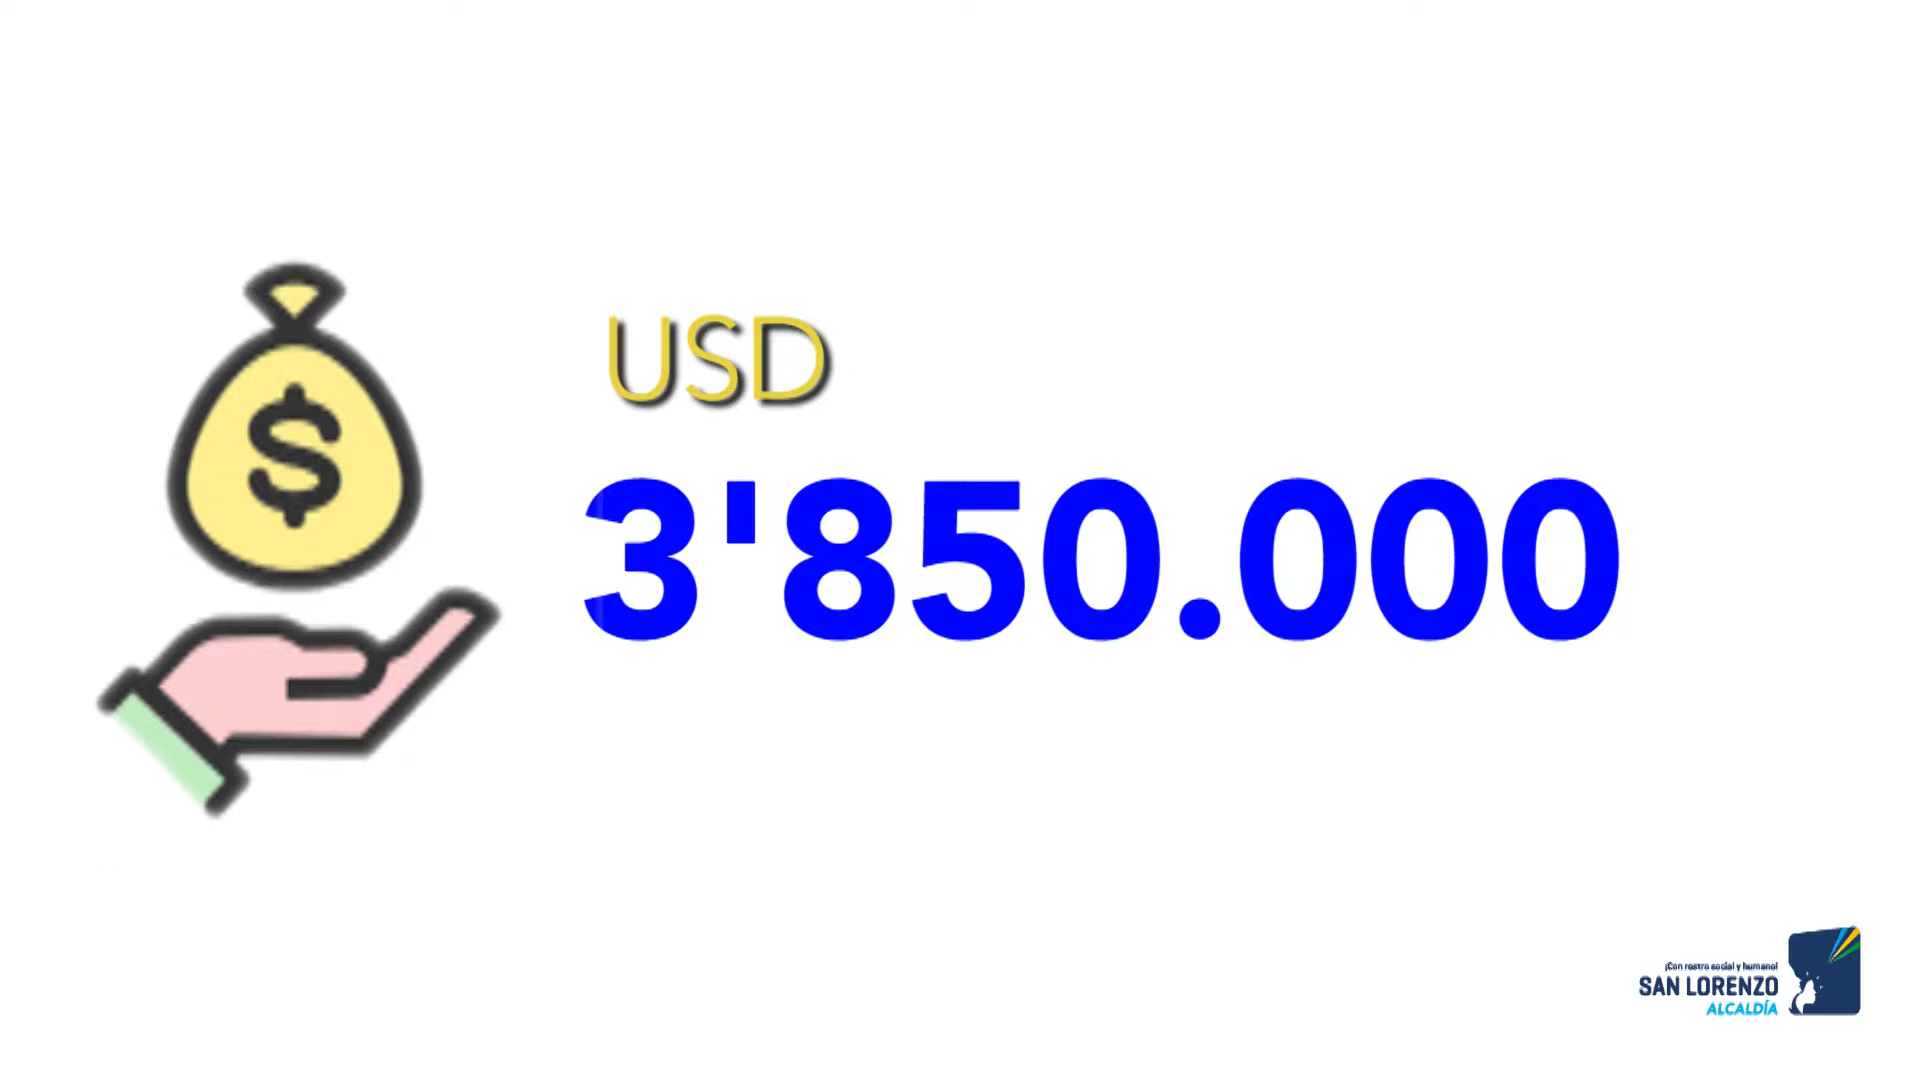 $
USD
3'850.000
¡Con rostro social y humano!
SAN LORENZO
ALCALDÍA